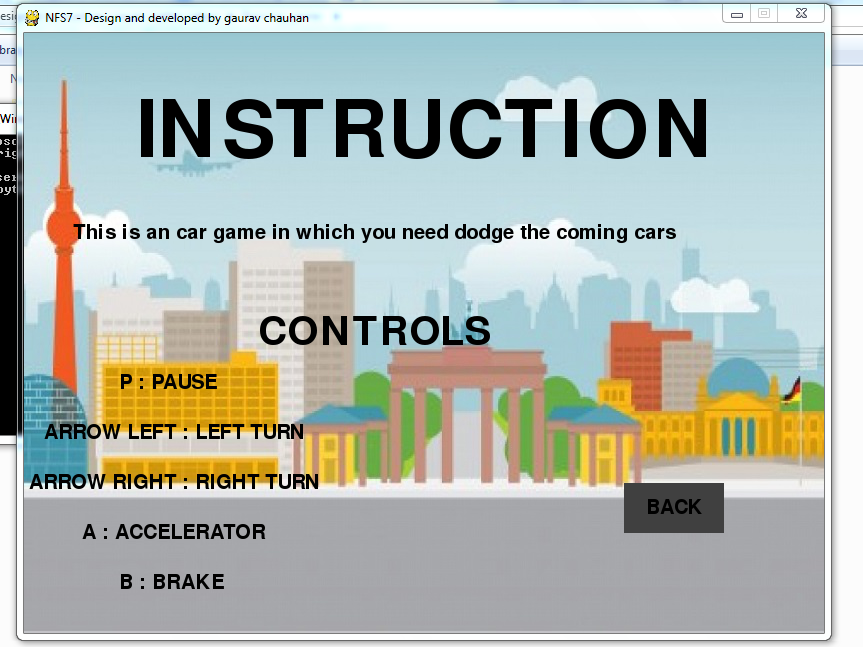 NFS7 - Design and developed by gaurav chauhan
INSTRUCTION
This is an car game in which you need dodge the coming cars
CONTROLS
P : PAUSE
ARROW LEFT : LEFT TURN
ARROW RIGHT : RIGHT TURN
BACK
A : ACCELERATOR
B : BRAKE